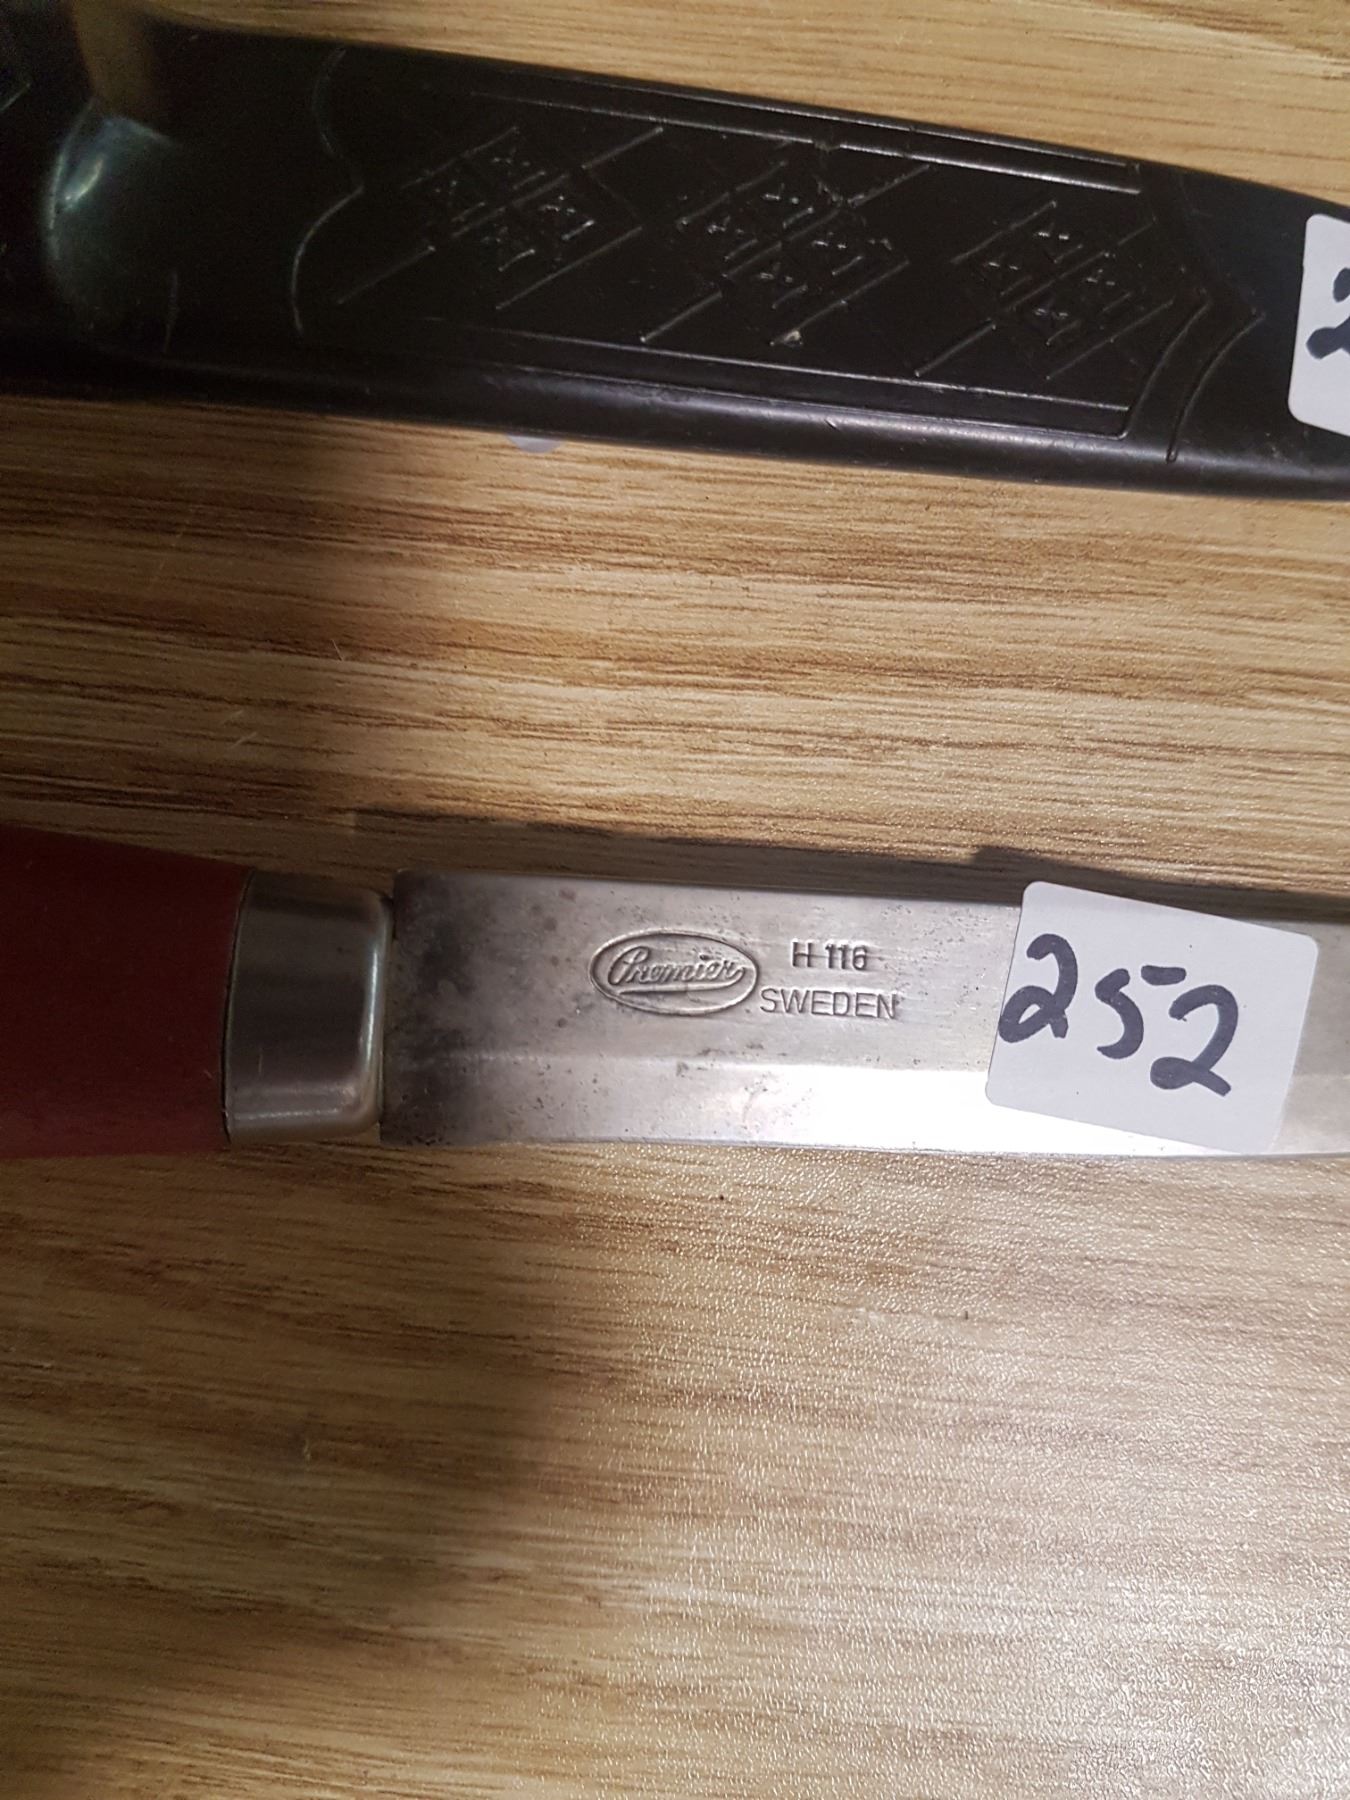 Premier
H 116
SWEDEN
252